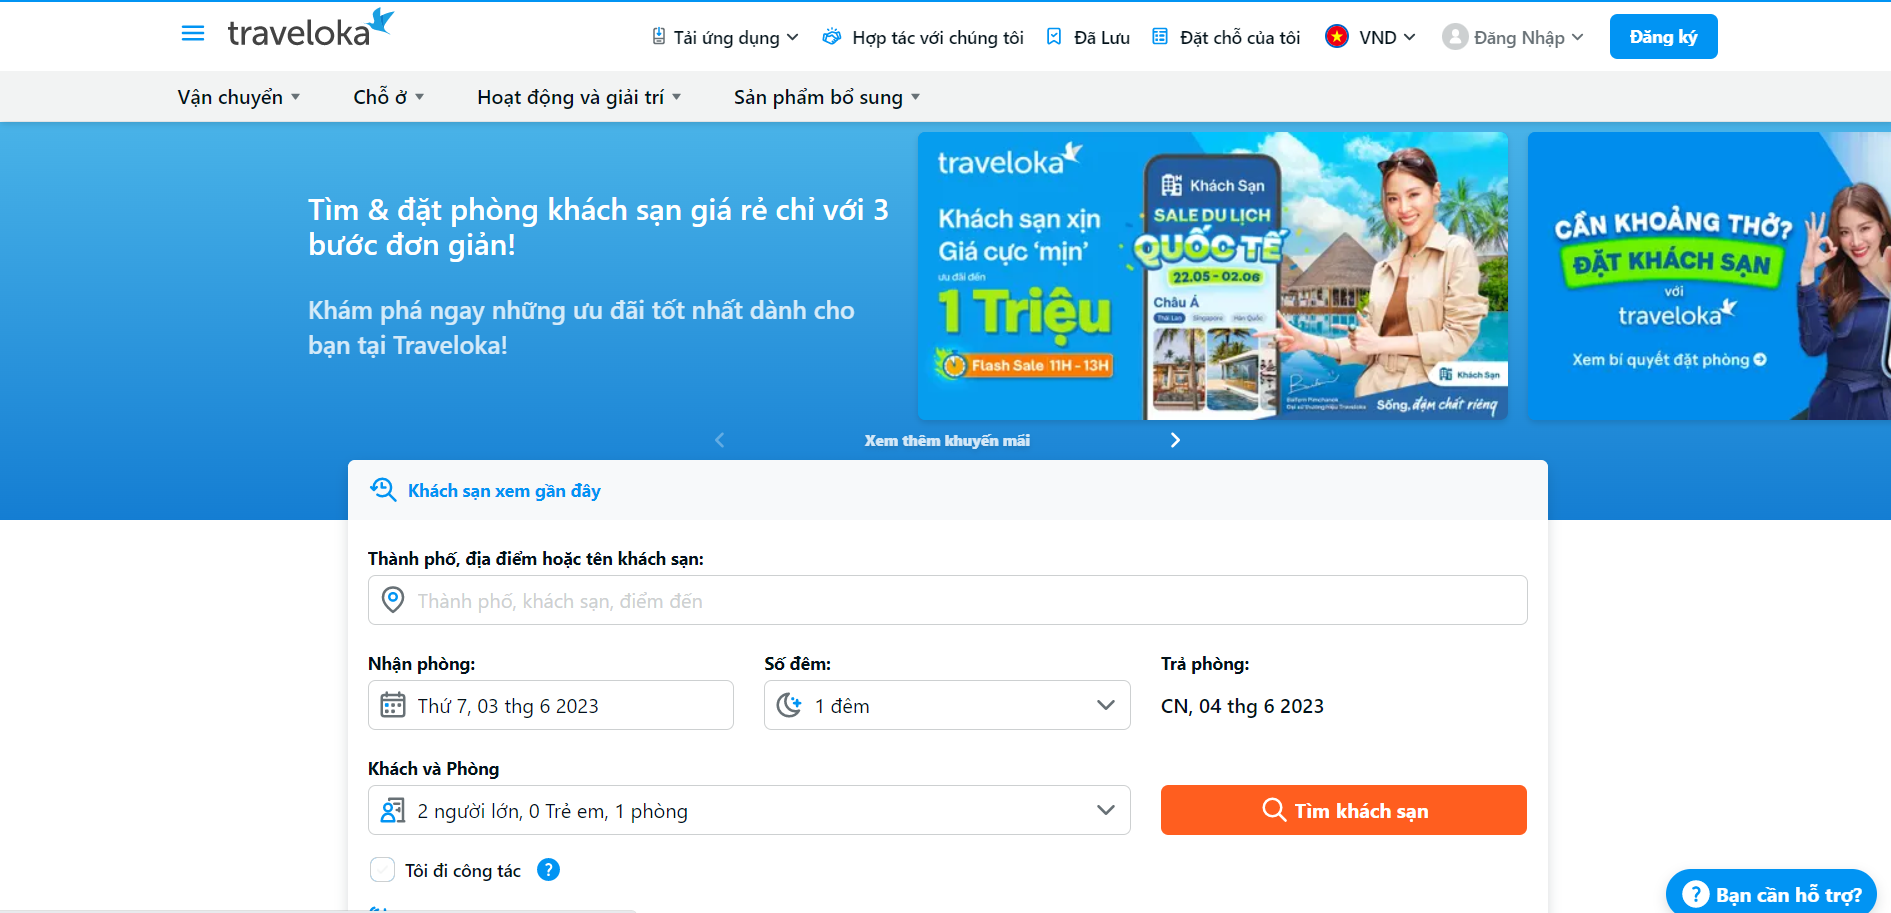 traveloka
Tải ứng dụng
Hợp tác với chúng tôi
Đã Lưu
Đặt chỗ của tôi
VND
Đăng Nhập
Đăng ký
Vận chuyển
Chỗ ở
Hoạt động và giải trí
Sản phẩm bổ sung
Tìm & đặt phòng khách sạn giá rẻ chỉ với 3
bước đơn giản!
Khám phá ngay những ưu đãi tốt nhất dành cho
bạn tại Traveloka!
traveloka
Khách sạn xịn
Giá cực ‘mịn’
ưu đãi đến
1 Triệu
Flash Sale 11H - 13H
Khách Sạn
SALE DU LỊCH
QUỐC TẾ
22.05 - 02.06
Châu Á
Thái Lan Singapore Hàn Quốc
Khách Sạn
Sống, đậm chất riêng
CẦN KHOẢNG THỞ?
ĐẶT KHÁCH SẠN
với
traveloka
Xem bí quyết đặt phòng
Xem thêm khuyến mãi
Khách sạn xem gần đây
Thành phố, địa điểm hoặc tên khách sạn:
Thành phố, khách sạn, điểm đến
Nhận phòng:
Số đêm:
Trả phòng:
Thứ 7, 03 thg 6 2023
1 đêm
CN, 04 thg 6 2023
Khách và Phòng
2 người lớn, 0 Trẻ em, 1 phòng
Tìm khách sạn
Tôi đi công tác
?
? Bạn cần hỗ trợ?